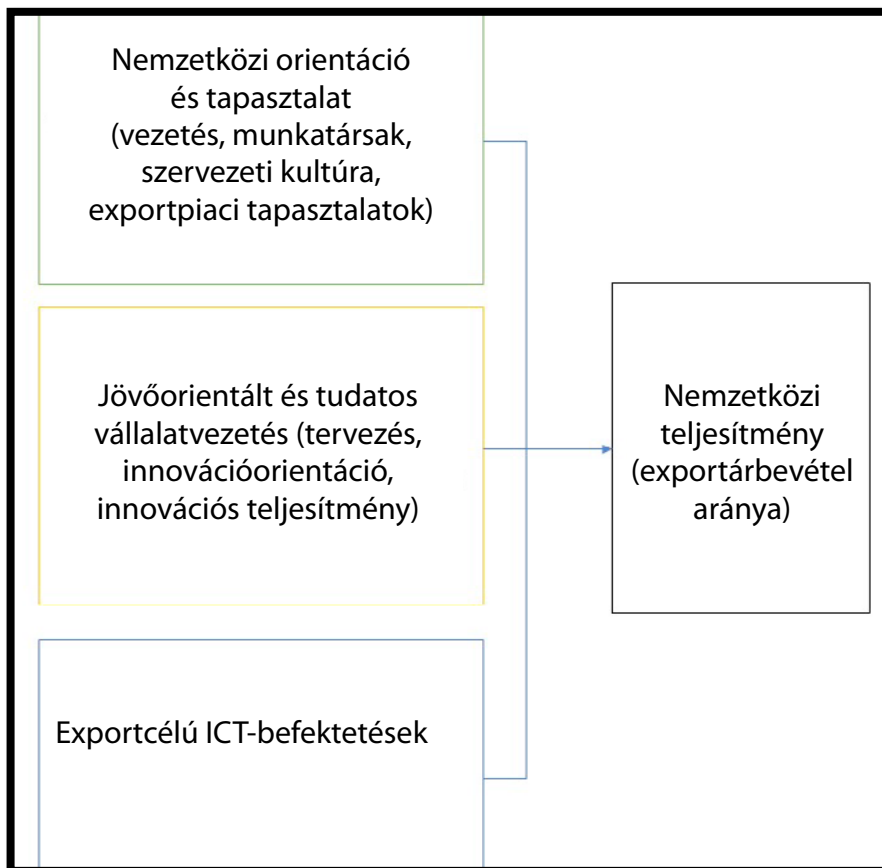 Nemzetközi orientáció
és tapasztalat
(vezetés, munkatársak,
szervezeti kultúra,
exportpiaci tapasztalatok)
Jövőorientált és tudatos
vállalatvezetés (tervezés,
innovációorientáció,
innovációs teljesítmény)
Exportcélú ICT-befektetések
Nemzetközi
teljesítmény
(exportárbevétel
aránya)